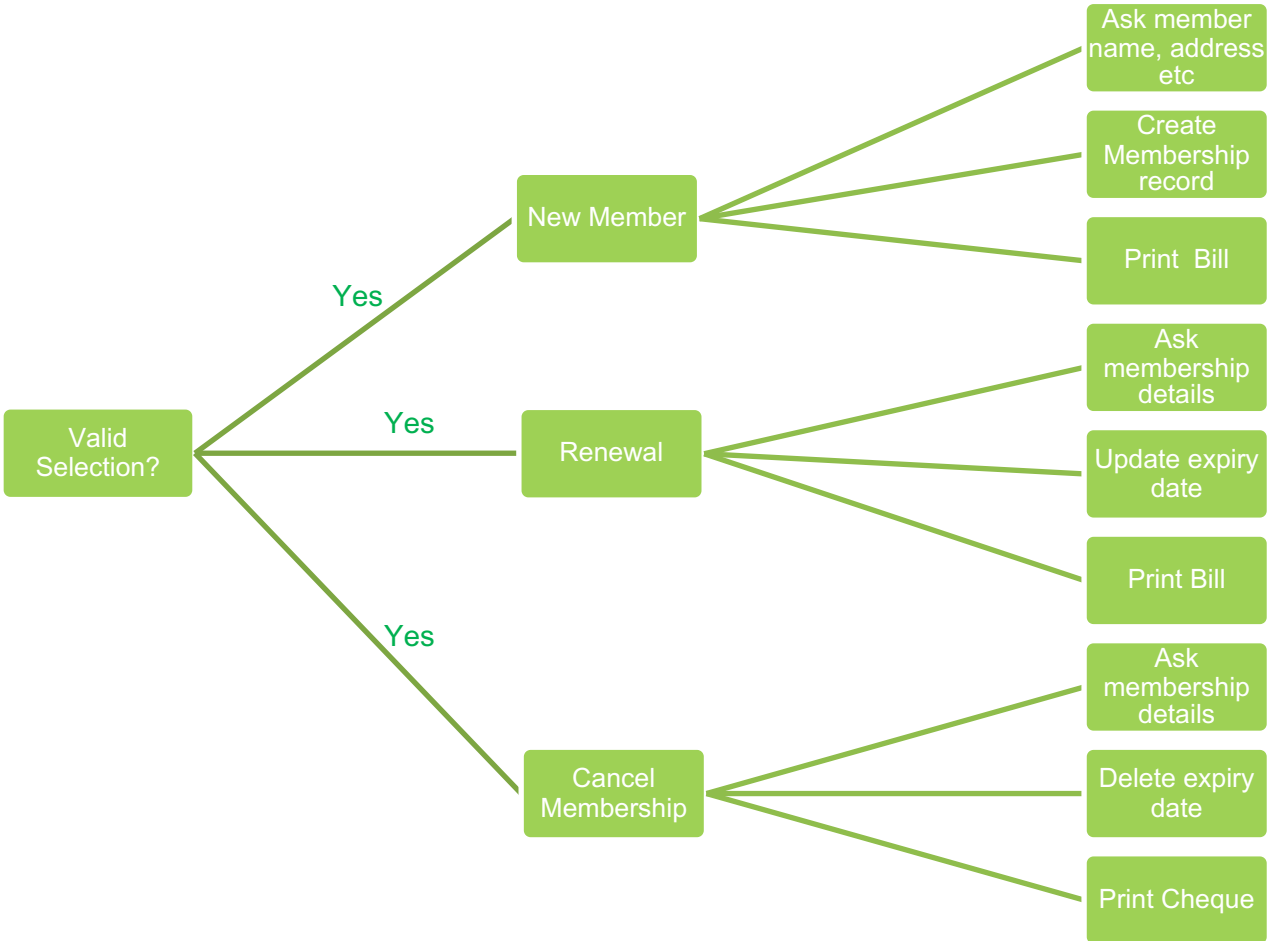 Ask member
name, address
etc
Create
Membership
record
New Member
Print  Bill
Yes
Ask
membership
details
Yes
Valid
Selection?
Renewal
Update expiry
date
Print Bill
Yes
Ask
membership
details
Cancel
Membership
Delete expiry
date
Print Cheque